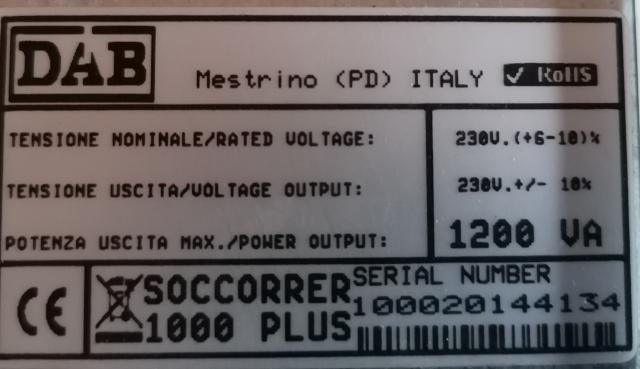 DAB
Mestrino (PD) ITALY ✓ RoHS
TENSIONE NOMINALE/RATED VOLTAGE: 230V.(+6-10)%
TENSIONE USCITA/VOLTAGE OUTPUT: 230V.+/- 10%
POTENZA USCITA MAX./POWER OUTPUT: 1200 VA
CE
SOCCORRER
1000 PLUS
SERIAL NUMBER
100020144134